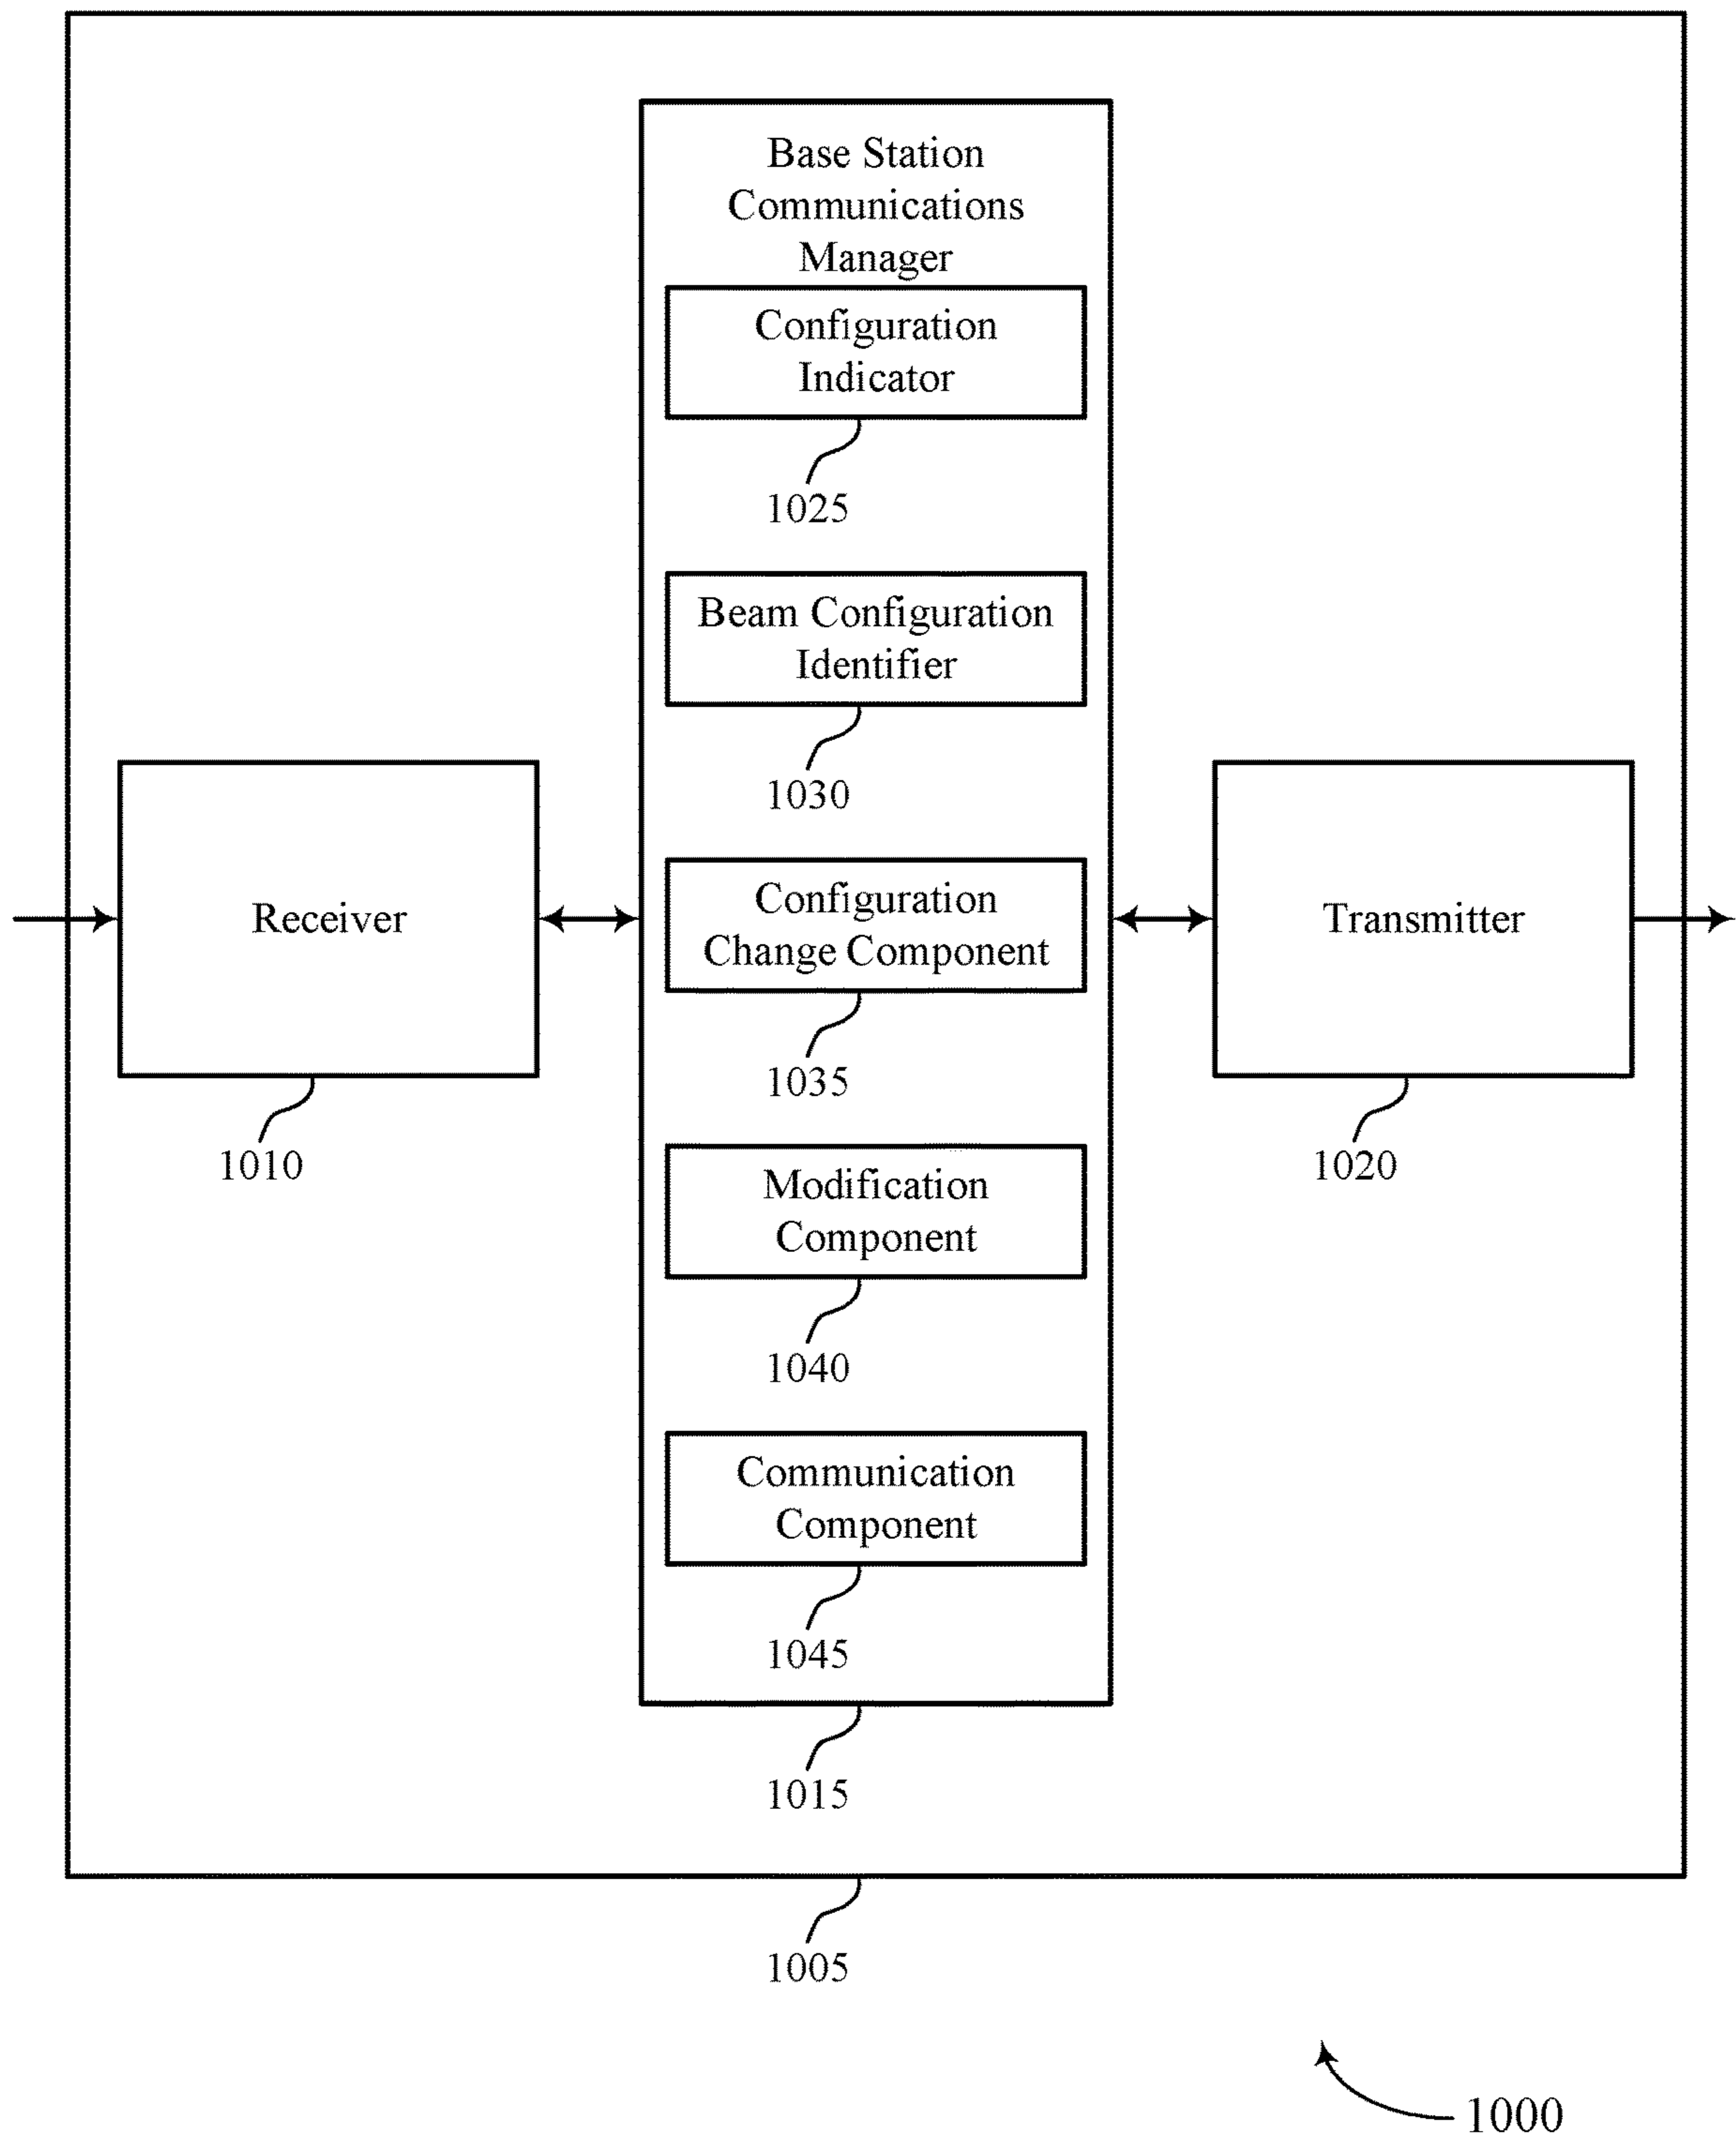 Base Station
Communications
Manager
Configuration
Indicator
1025
Beam Configuration
Identifier
1030
Receiver
1010
Configuration
Change Component
1035
Transmitter
1020
Modification
Component
1040
Communication
Component
1045
1015
1005
1000